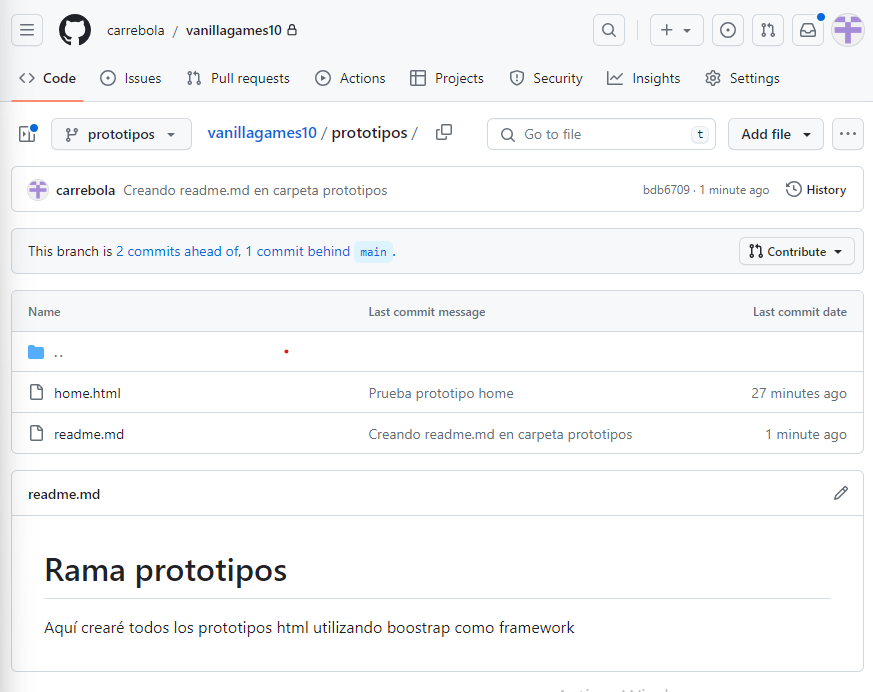 carrebola / vanillagames10
Code Issues Pull requests Actions Projects Security Insights Settings
prototipos vanillagames10 / prototipos / Go to file t Add file
carrebola Creando readme.md en carpeta prototipos bdb6709 · 1 minute ago History
This branch is 2 commits ahead of, 1 commit behind main . Contribute
Name Last commit message Last commit date
..
home.html Prueba prototipo home 27 minutes ago
readme.md Creando readme.md en carpeta prototipos 1 minute ago
readme.md
Rama prototipos
Aquí crearé todos los prototipos html utilizando boostrap como framework